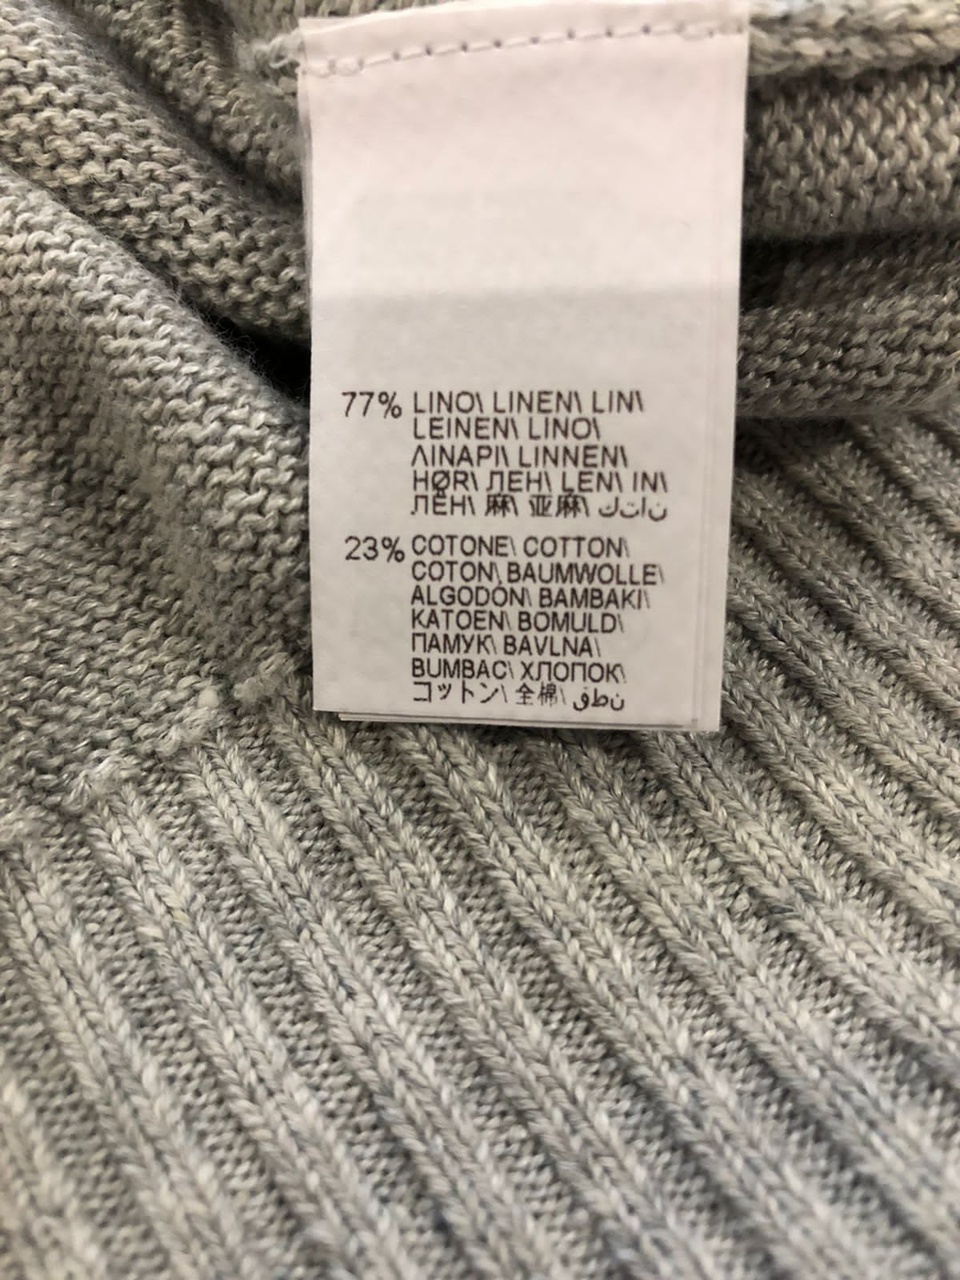 77% LINO\ LINEN\ LIN\
LEINEN\ LINO\
ΛINAPI\ LINNEN\
HØR\ ЛЕН\ LEN\ IN\
ЛЕН\ 麻\ 亚麻\ كتان
23% COTONE\ COTTON\
COTON\ BAUMWOLLE\
ALGODÓN\ BAMBAKI\
KATOEN\ BOMULD\
ПАМУК\ BAVLNA\
BUMBAC\ ХЛОПОК\
コットン\ 全棉\ قطن